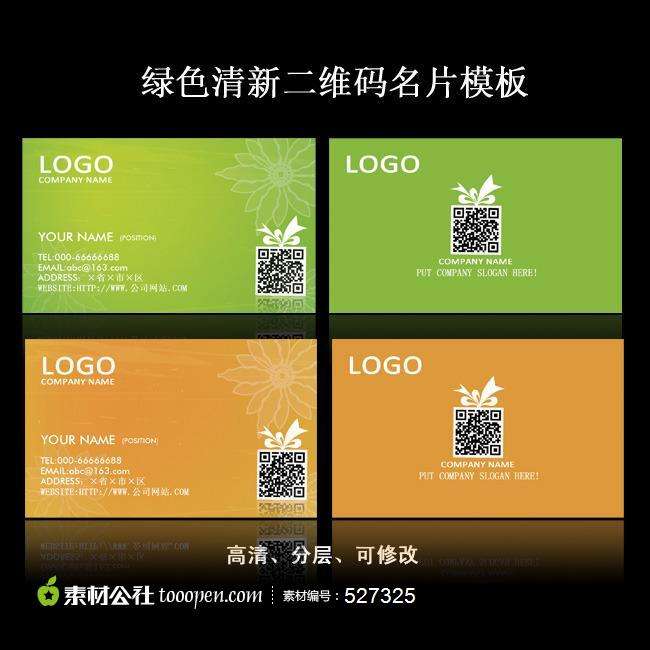 绿色清新二维码名片模板
LOGO
COMPANY NAME
YOUR NAME (POSITION)
TEL:000-66666688
EMAIL:abc@163.com
ADDRESS: ×省×市×区
WEBSITE:HTTP://WWW.公司网站.COM
LOGO
COMPANY NAME
PUT COMPANY SLOGAN HERE!
LOGO
COMPANY NAME
YOUR NAME (POSITION)
TEL:000-66666688
EMAIL:abc@163.com
ADDRESS: ×省×市×区
WEBSITE:HTTP:\\WWW.公司网站.COM
LOGO
COMPANY NAME
PUT COMPANY SLOGAN HERE!
高清、分层、可修改
素材公社 tooopen.com 素材编号:527325